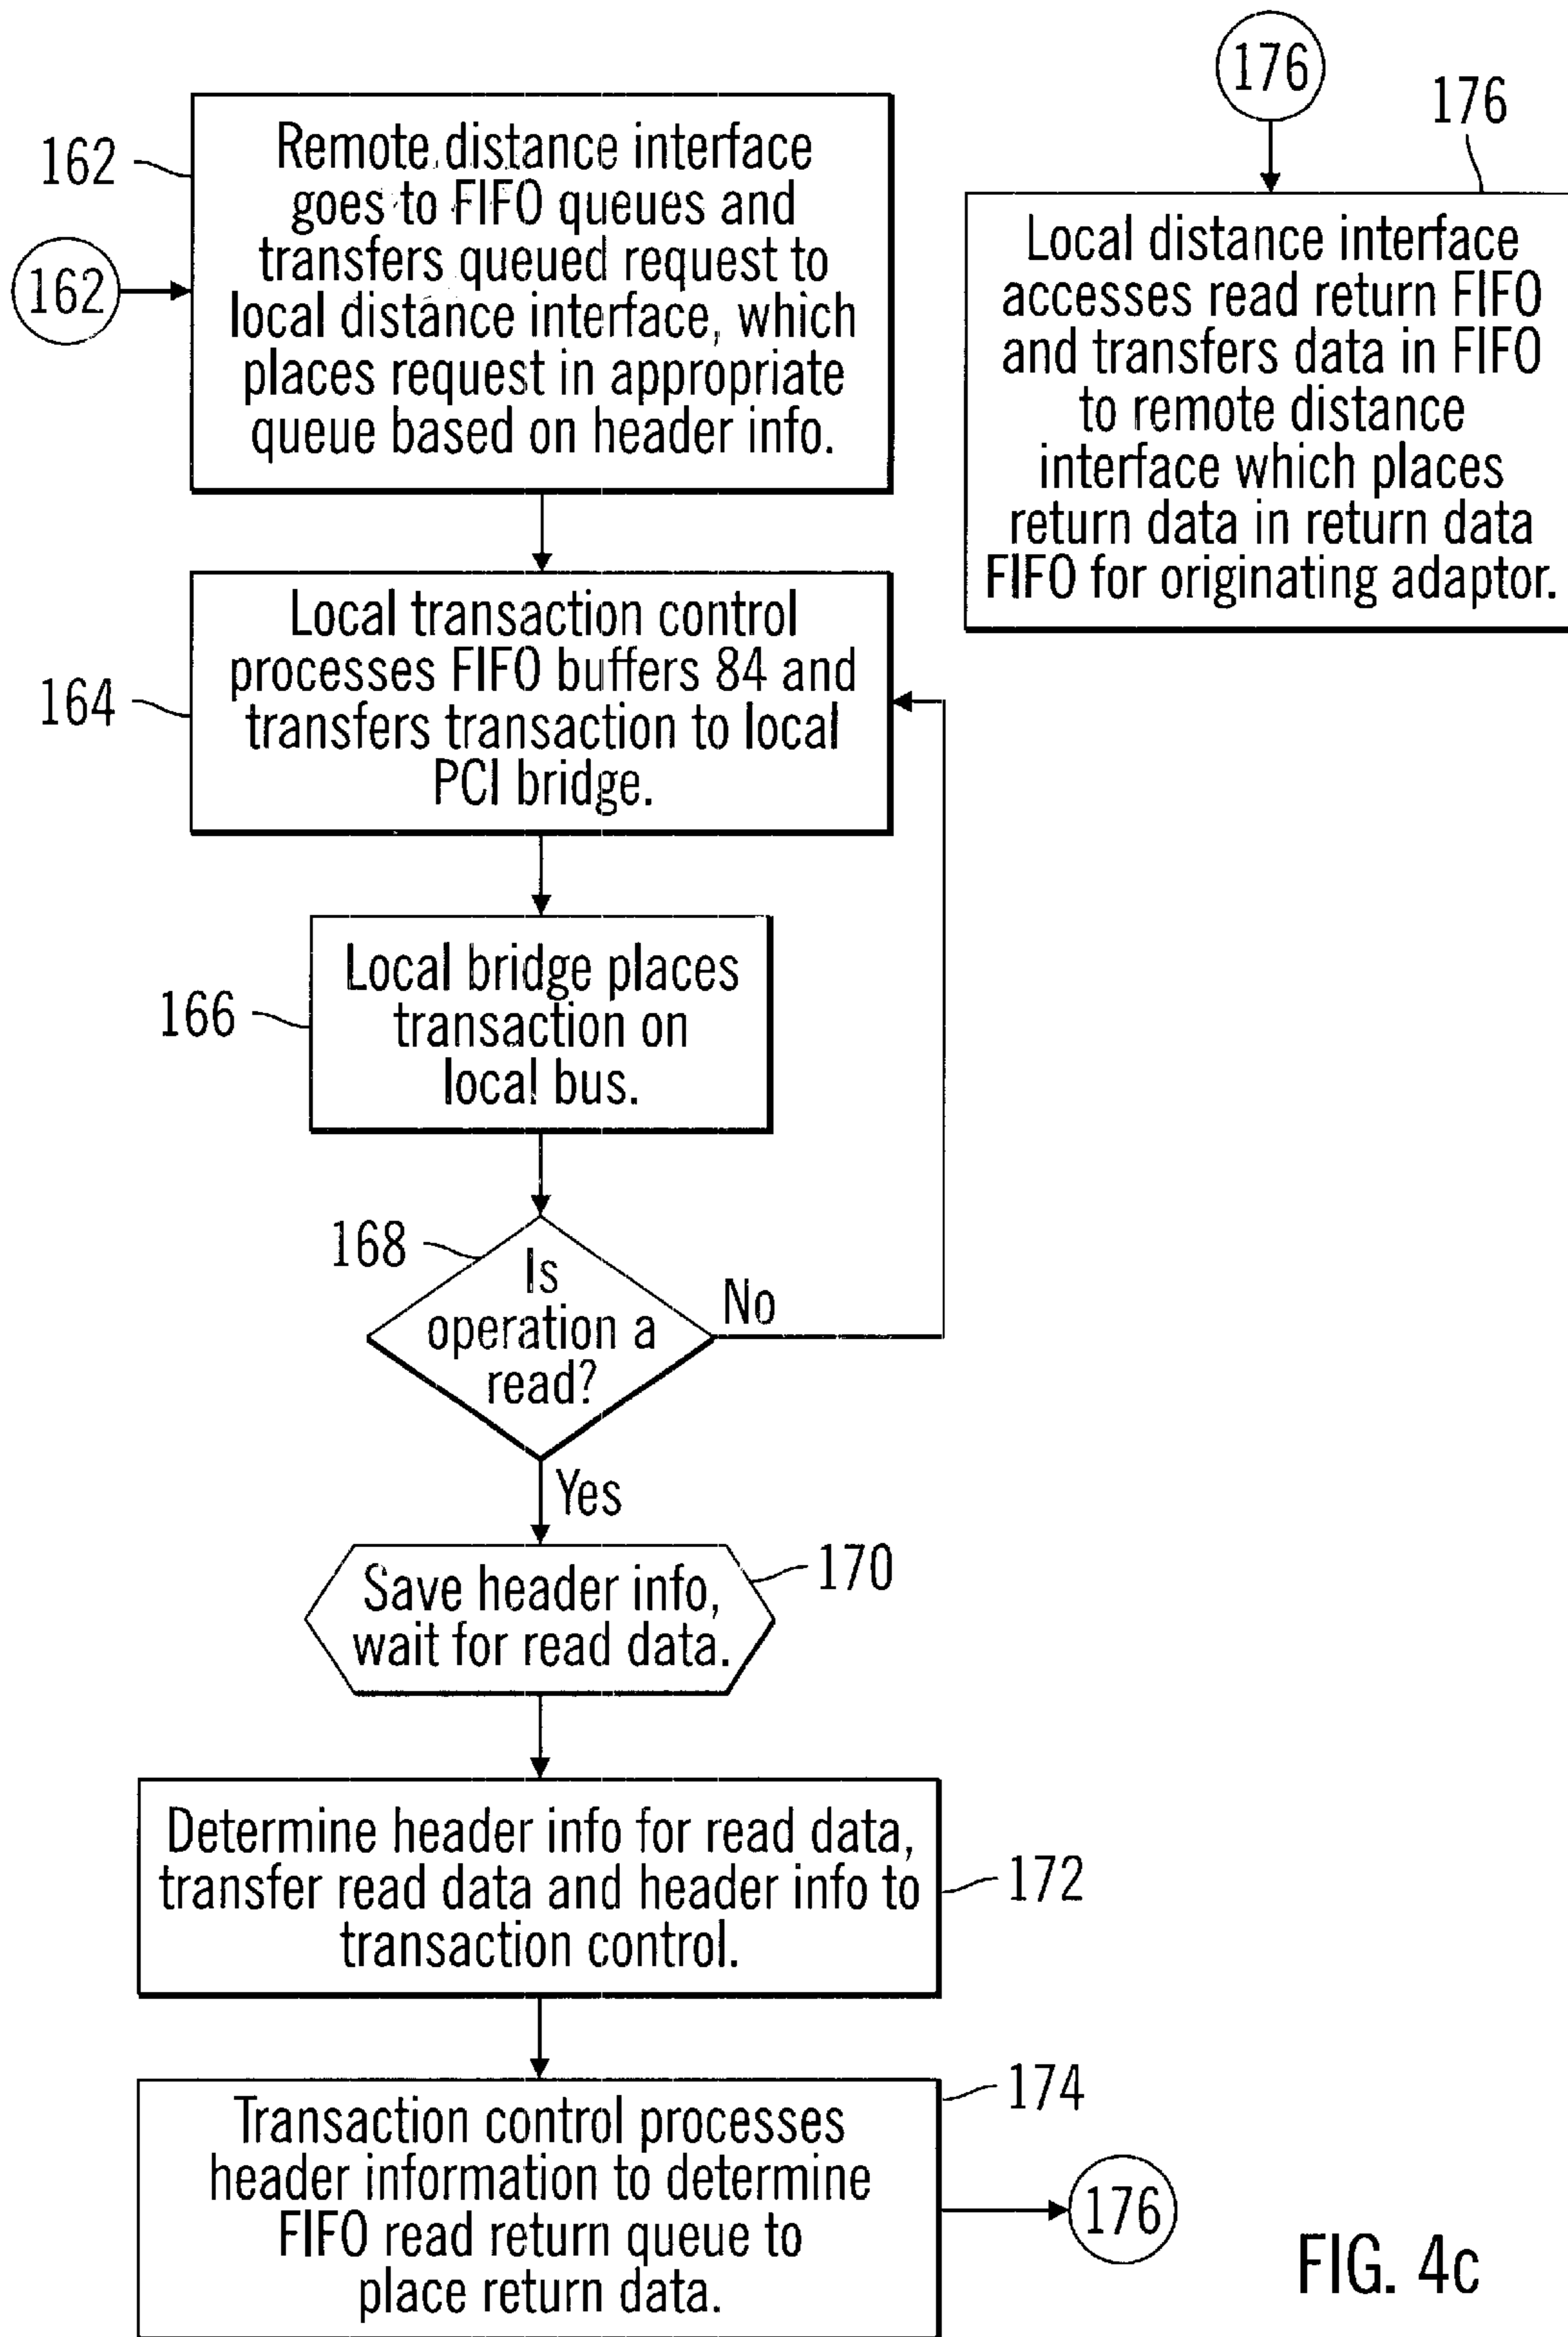 162
162
Remote distance interface
goes to FIFO queues and
transfers queued request to
local distance interface, which
places request in appropriate
queue based on header info.
164
Local transaction control
processes FIFO buffers 84 and
transfers transaction to local
PCI bridge.
166
Local bridge places
transaction on
local bus.
168
Is
operation a
read?
No
Yes
Save header info,
wait for read data.
170
Determine header info for read data,
transfer read data and header info to
transaction control.
172
Transaction control processes
header information to determine
FIFO read return queue to
place return data.
174
176
176
176
Local distance interface
accesses read return FIFO
and transfers data in FIFO
to remote distance
interface which places
return data in return data
FIFO for originating adaptor.
FIG. 4c